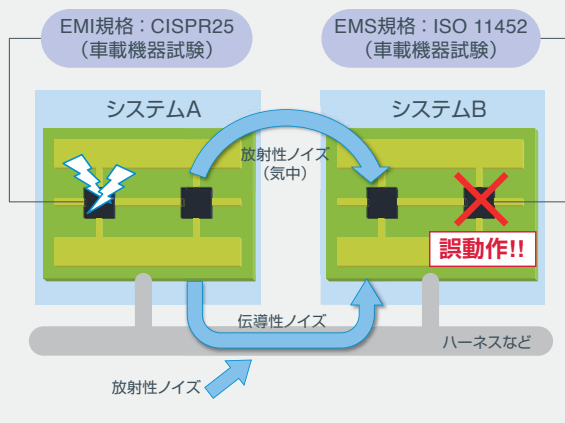 EMI規格：CISPR25
（車載機器試験）
EMS規格：ISO 11452
（車載機器試験）
システムA
システムB
放射性ノイズ
（気中）
誤動作!!
伝導性ノイズ
ハーネスなど
放射性ノイズ